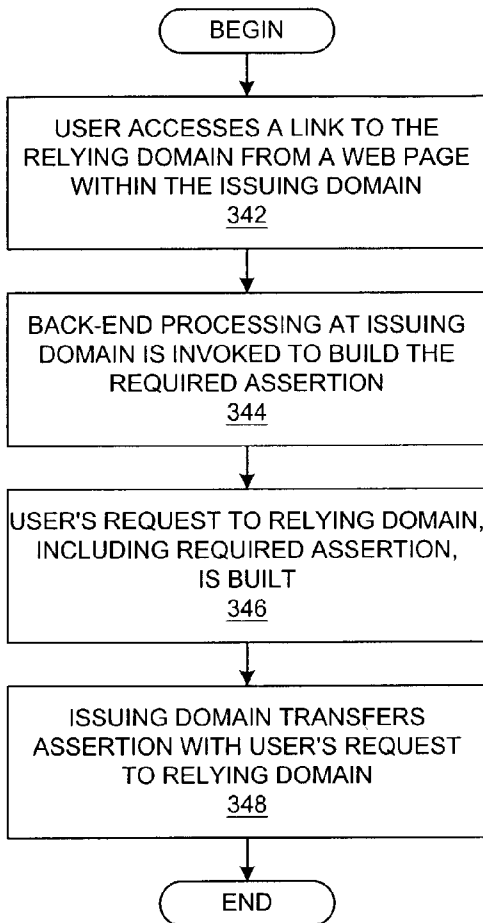 BEGIN
USER ACCESSES A LINK TO THE
RELYING DOMAIN FROM A WEB PAGE
WITHIN THE ISSUING DOMAIN
342
BACK-END PROCESSING AT ISSUING
DOMAIN IS INVOKED TO BUILD THE
REQUIRED ASSERTION
344
USER'S REQUEST TO RELYING DOMAIN,
INCLUDING REQUIRED ASSERTION,
IS BUILT
346
ISSUING DOMAIN TRANSFERS
ASSERTION WITH USER'S REQUEST
TO RELYING DOMAIN
348
END